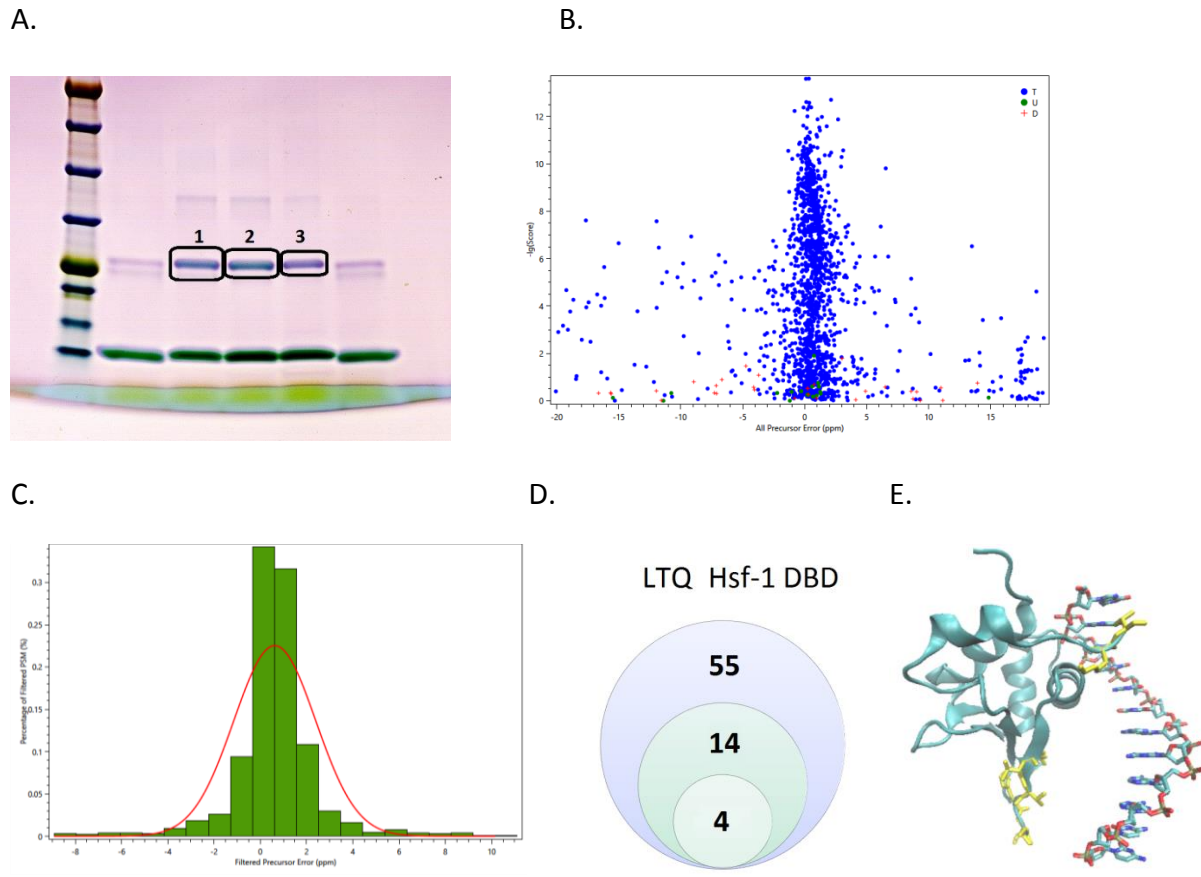 A.
B.
1 2 3
-lg(Score)
12
10
8
6
4
2
0
-20 -15 -10 -5 0 5 10 15
All Precursor Error (ppm)
T
U
D
C.
D.
E.
Percentage of Filtered PSM (%)
0.3
0.25
0.2
0.15
0.1
0.05
0
-8 -6 -4 -2 0 2 4 6 8 10
Filtered Precursor Error (ppm)
LTQ Hsf-1 DBD
55
14
4